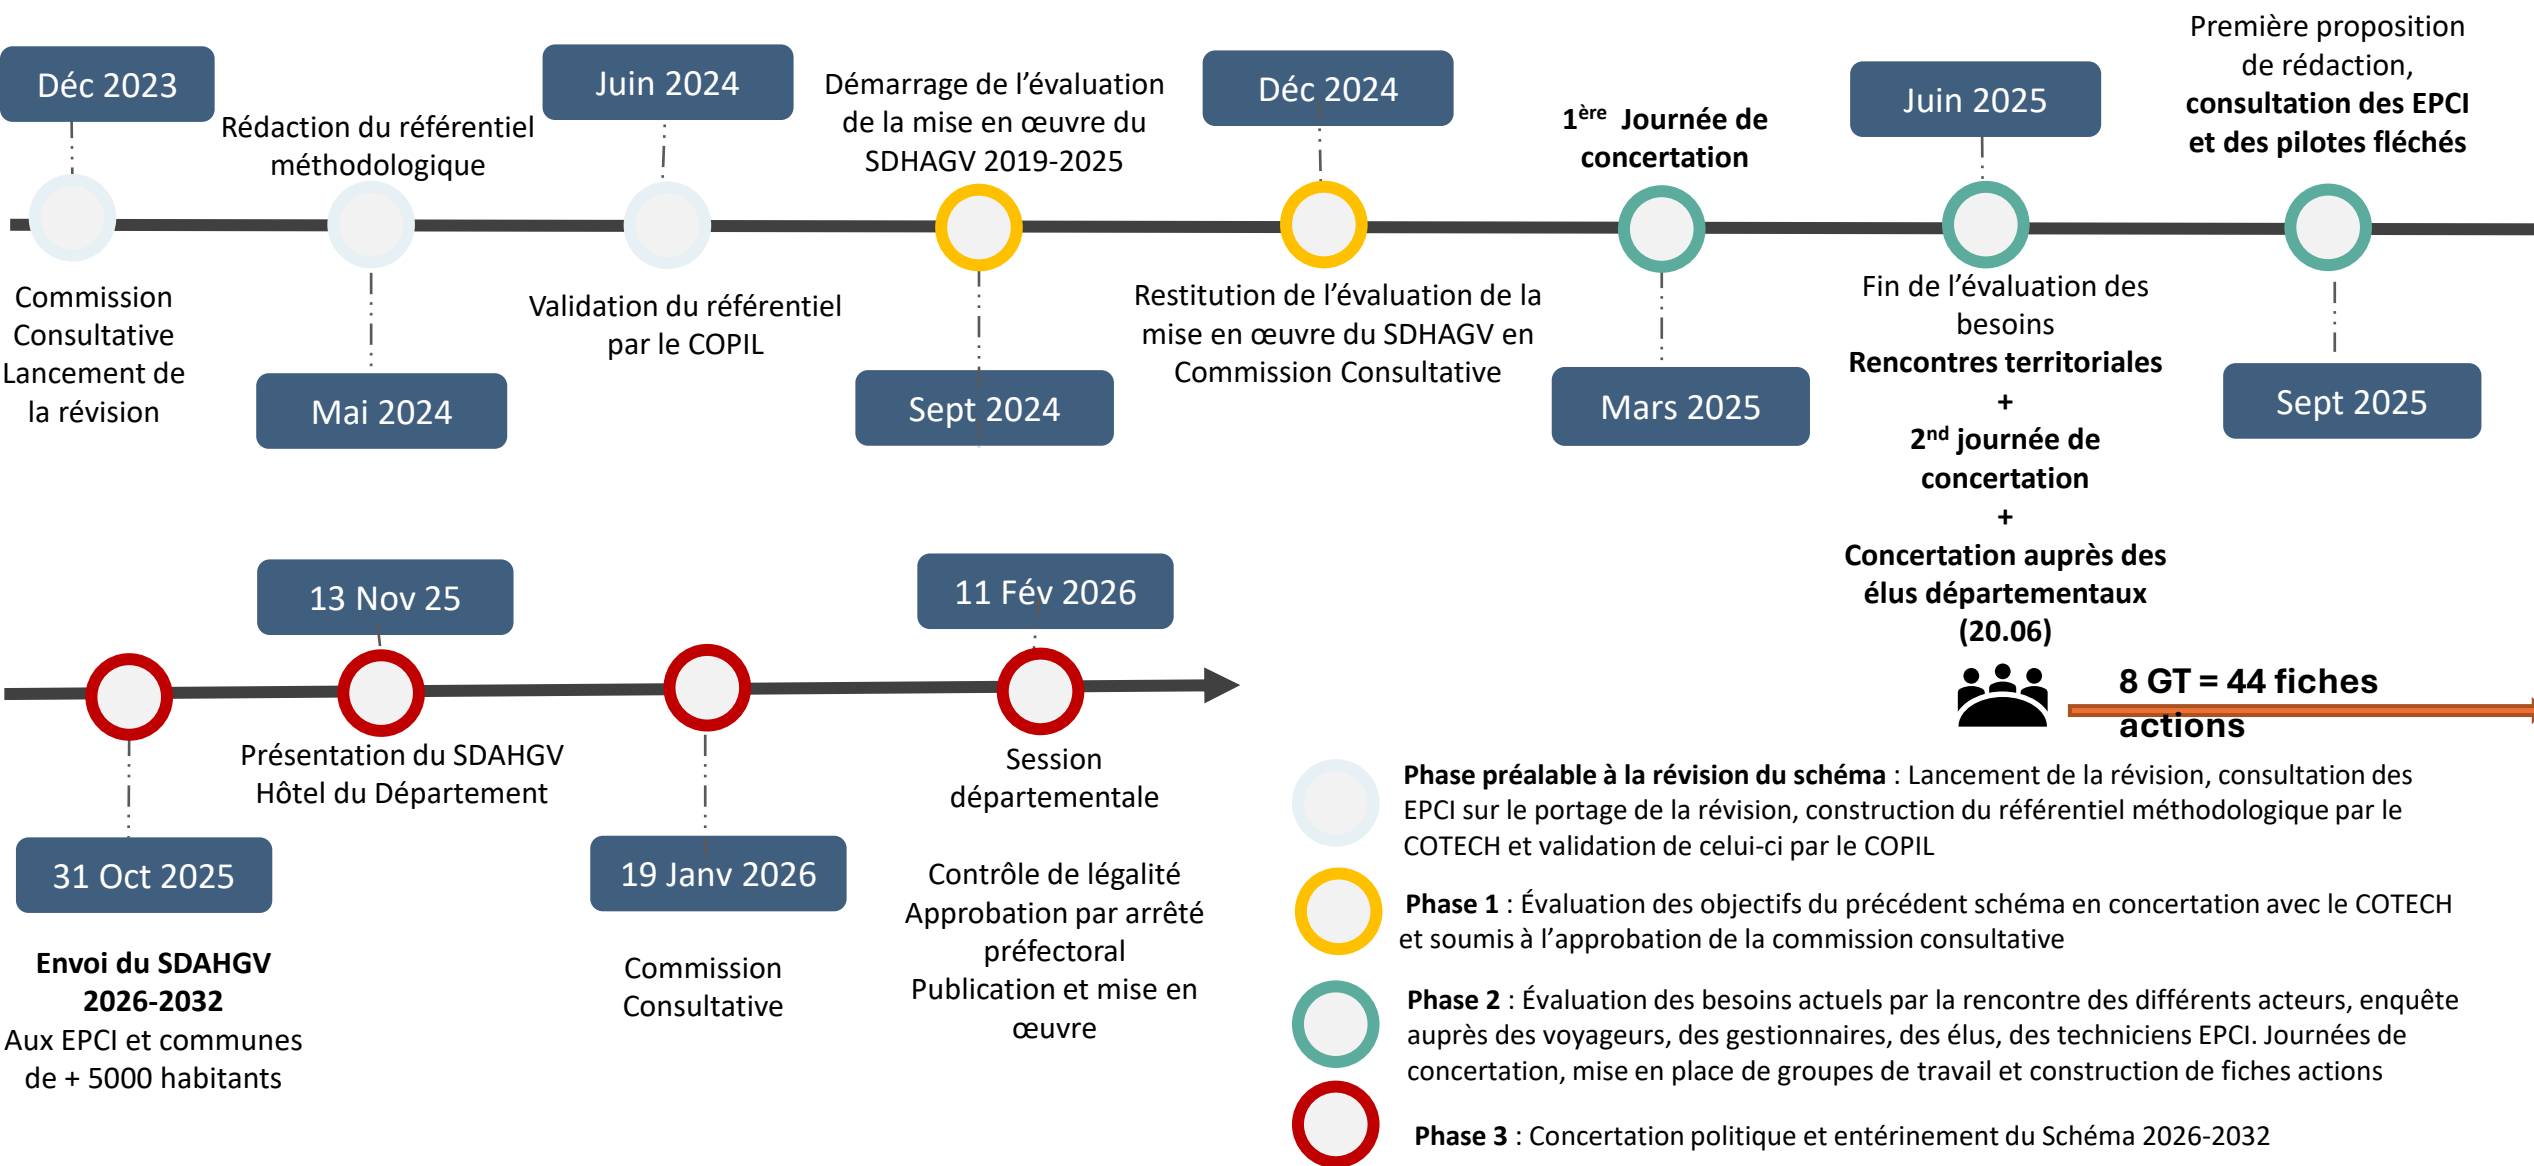 Déc 2023
Commission
Consultative
Lancement de
la révision
Rédaction du référentiel
méthodologique
Mai 2024
Juin 2024
Validation du référentiel
par le COPIL
Démarrage de l’évaluation
de la mise en œuvre du
SDHAGV 2019-2025
Sept 2024
Déc 2024
Restitution de l’évaluation de la
mise en œuvre du SDHAGV en
Commission Consultative
1ère Journée de
concertation
Mars 2025
Juin 2025
Fin de l’évaluation des
besoins
Rencontres territoriales
+
2nd journée de
concertation
+
Concertation auprès des
élus départementaux
(20.06)
Première proposition
de rédaction,
consultation des EPCI
et des pilotes fléchés
Sept 2025
8 GT = 44 fiches
actions
31 Oct 2025
Envoi du SDAHGV
2026-2032
Aux EPCI et communes
de + 5000 habitants
13 Nov 25
Présentation du SDAHGV
Hôtel du Département
19 Janv 2026
Commission
Consultative
11 Fév 2026
Session
départementale
Contrôle de légalité
Approbation par arrêté
préfectoral
Publication et mise en
œuvre
Phase préalable à la révision du schéma : Lancement de la révision, consultation des
EPCI sur le portage de la révision, construction du référentiel méthodologique par le
COTECH et validation de celui-ci par le COPIL
Phase 1 : Évaluation des objectifs du précédent schéma en concertation avec le COTECH
et soumis à l’approbation de la commission consultative
Phase 2 : Évaluation des besoins actuels par la rencontre des différents acteurs, enquête
auprès des voyageurs, des gestionnaires, des élus, des techniciens EPCI. Journées de
concertation, mise en place de groupes de travail et construction de fiches actions
Phase 3 : Concertation politique et entérinement du Schéma 2026-2032